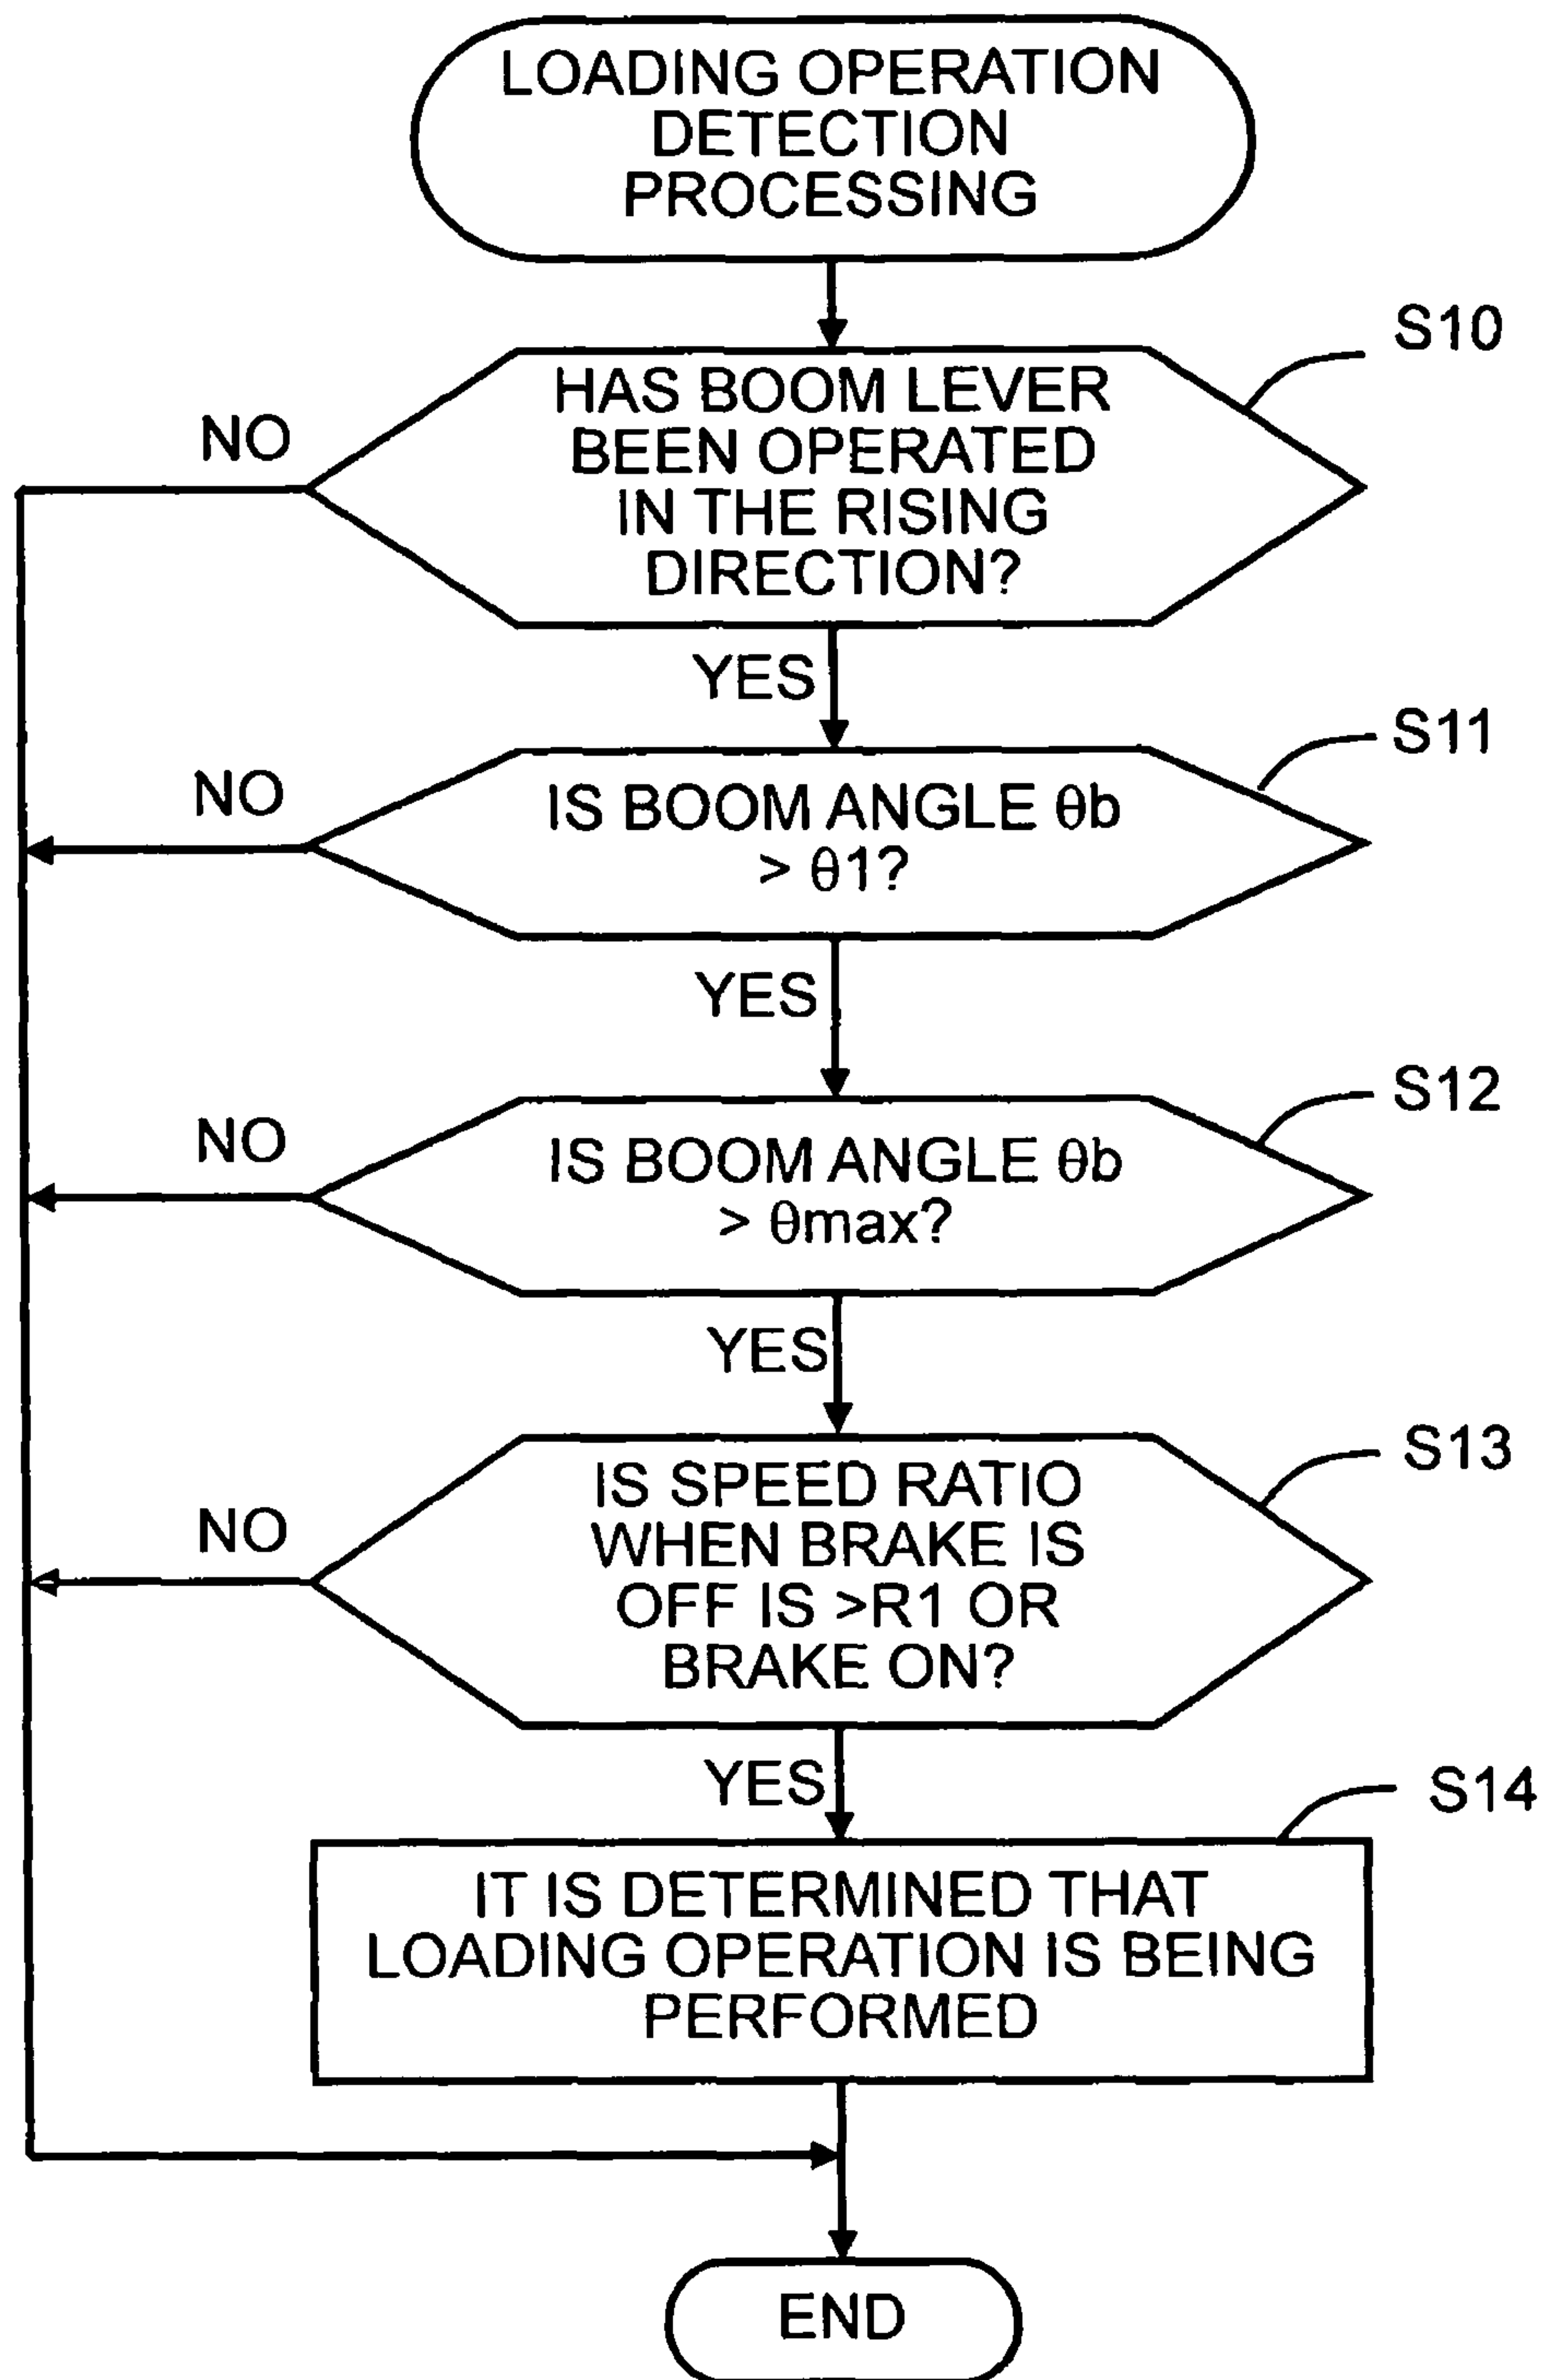 LOADING OPERATION
DETECTION
PROCESSING
S10
HAS BOOM LEVER
BEEN OPERATED
IN THE RISING
DIRECTION?
NO
YES
S11
IS BOOM ANGLE θb
> θ1?
NO
YES
S12
IS BOOM ANGLE θb
> θmax?
NO
YES
S13
IS SPEED RATIO
WHEN BRAKE IS
OFF IS >R1 OR
BRAKE ON?
NO
YES
S14
IT IS DETERMINED THAT
LOADING OPERATION IS BEING
PERFORMED
END